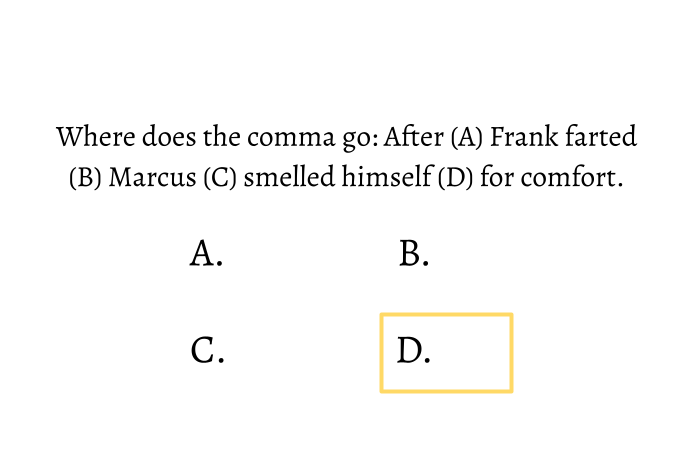 Where does the comma go: After (A) Frank farted
(B) Marcus (C) smelled himself (D) for comfort.
A.
B.
C.
D.